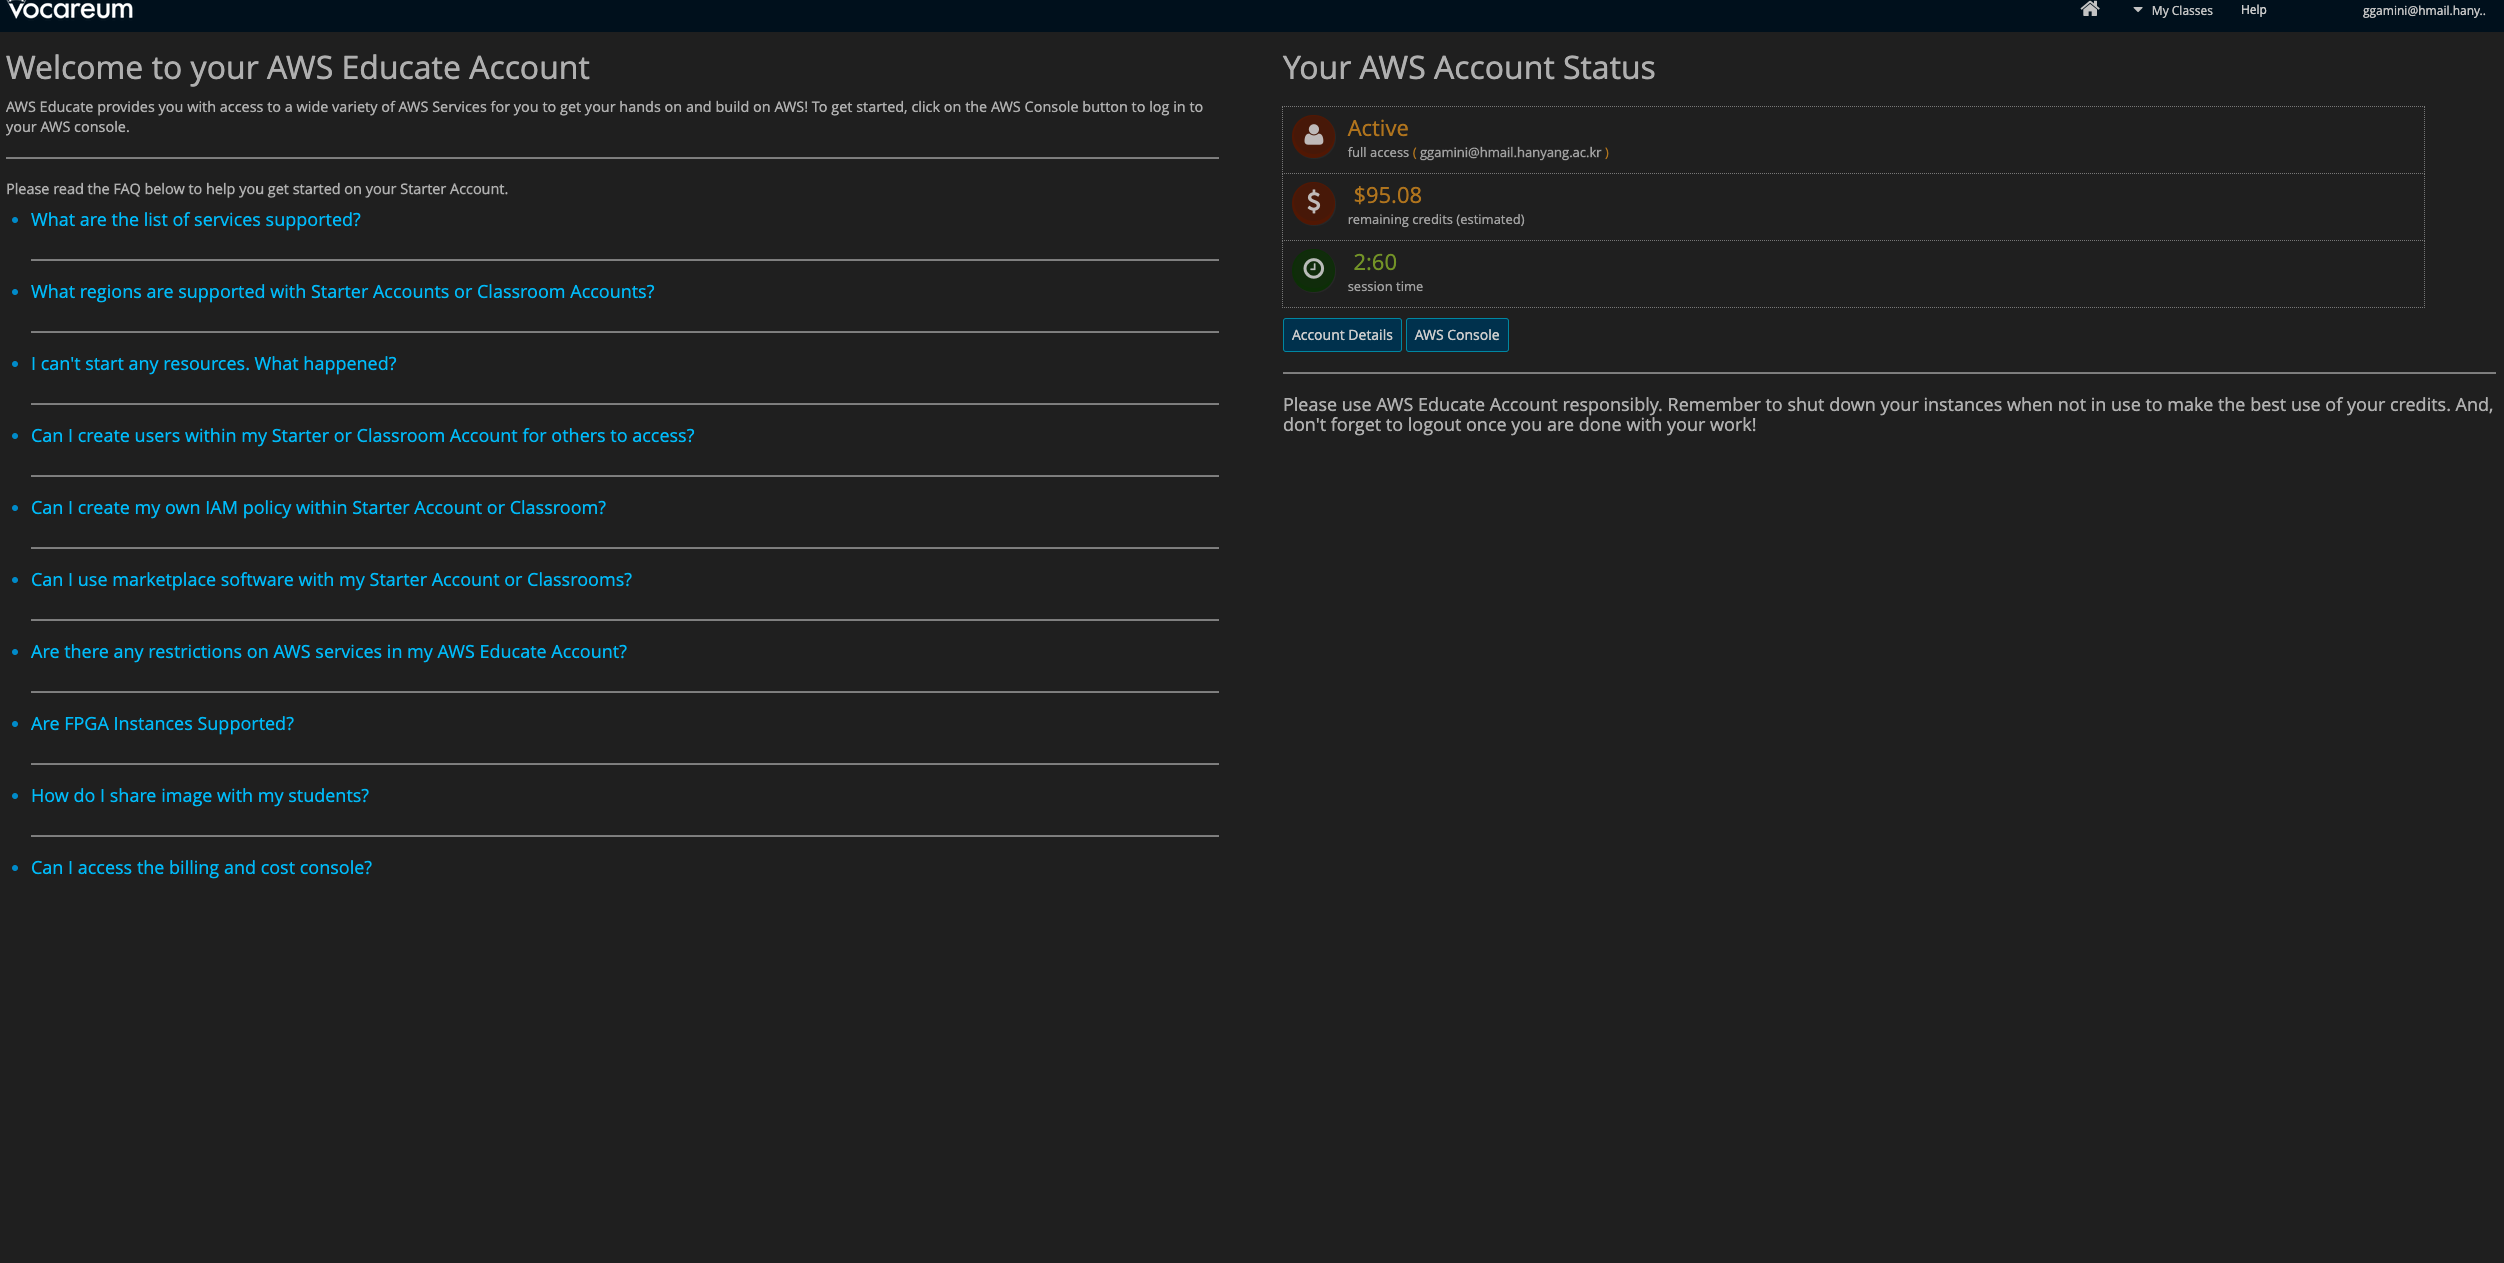 vocareum
My Classes
Help
ggamini@hmail.hany..
Welcome to your AWS Educate Account
AWS Educate provides you with access to a wide variety of AWS Services for you to get your hands on and build on AWS! To get started, click on the AWS Console button to log in to
your AWS console.
Please read the FAQ below to help you get started on your Starter Account.
What are the list of services supported?
What regions are supported with Starter Accounts or Classroom Accounts?
I can't start any resources. What happened?
Can I create users within my Starter or Classroom Account for others to access?
Can I create my own IAM policy within Starter Account or Classroom?
Can I use marketplace software with my Starter Account or Classrooms?
Are there any restrictions on AWS services in my AWS Educate Account?
Are FPGA Instances Supported?
How do I share image with my students?
Can I access the billing and cost console?
Your AWS Account Status
Active
full access ( ggamini@hmail.hanyang.ac.kr )
$95.08
remaining credits (estimated)
2:60
session time
Account Details
AWS Console
Please use AWS Educate Account responsibly. Remember to shut down your instances when not in use to make the best use of your credits. And,
don't forget to logout once you are done with your work!